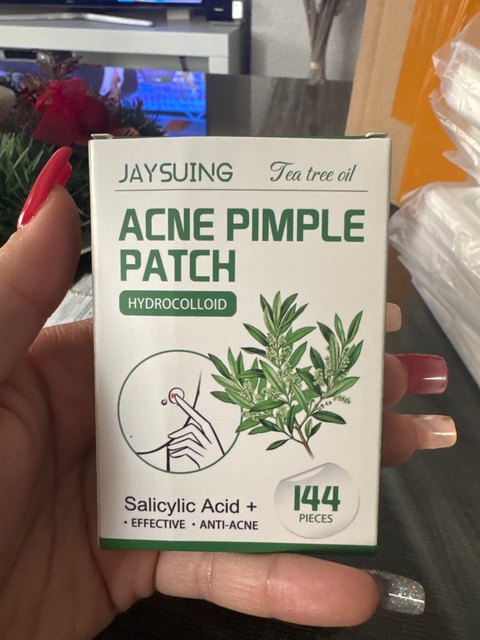 JAYSUING Tea tree oil
ACNE PIMPLE
PATCH
HYDROCOLLOID
Salicylic Acid +
· EFFECTIVE · ANTI-ACNE
144
PIECES